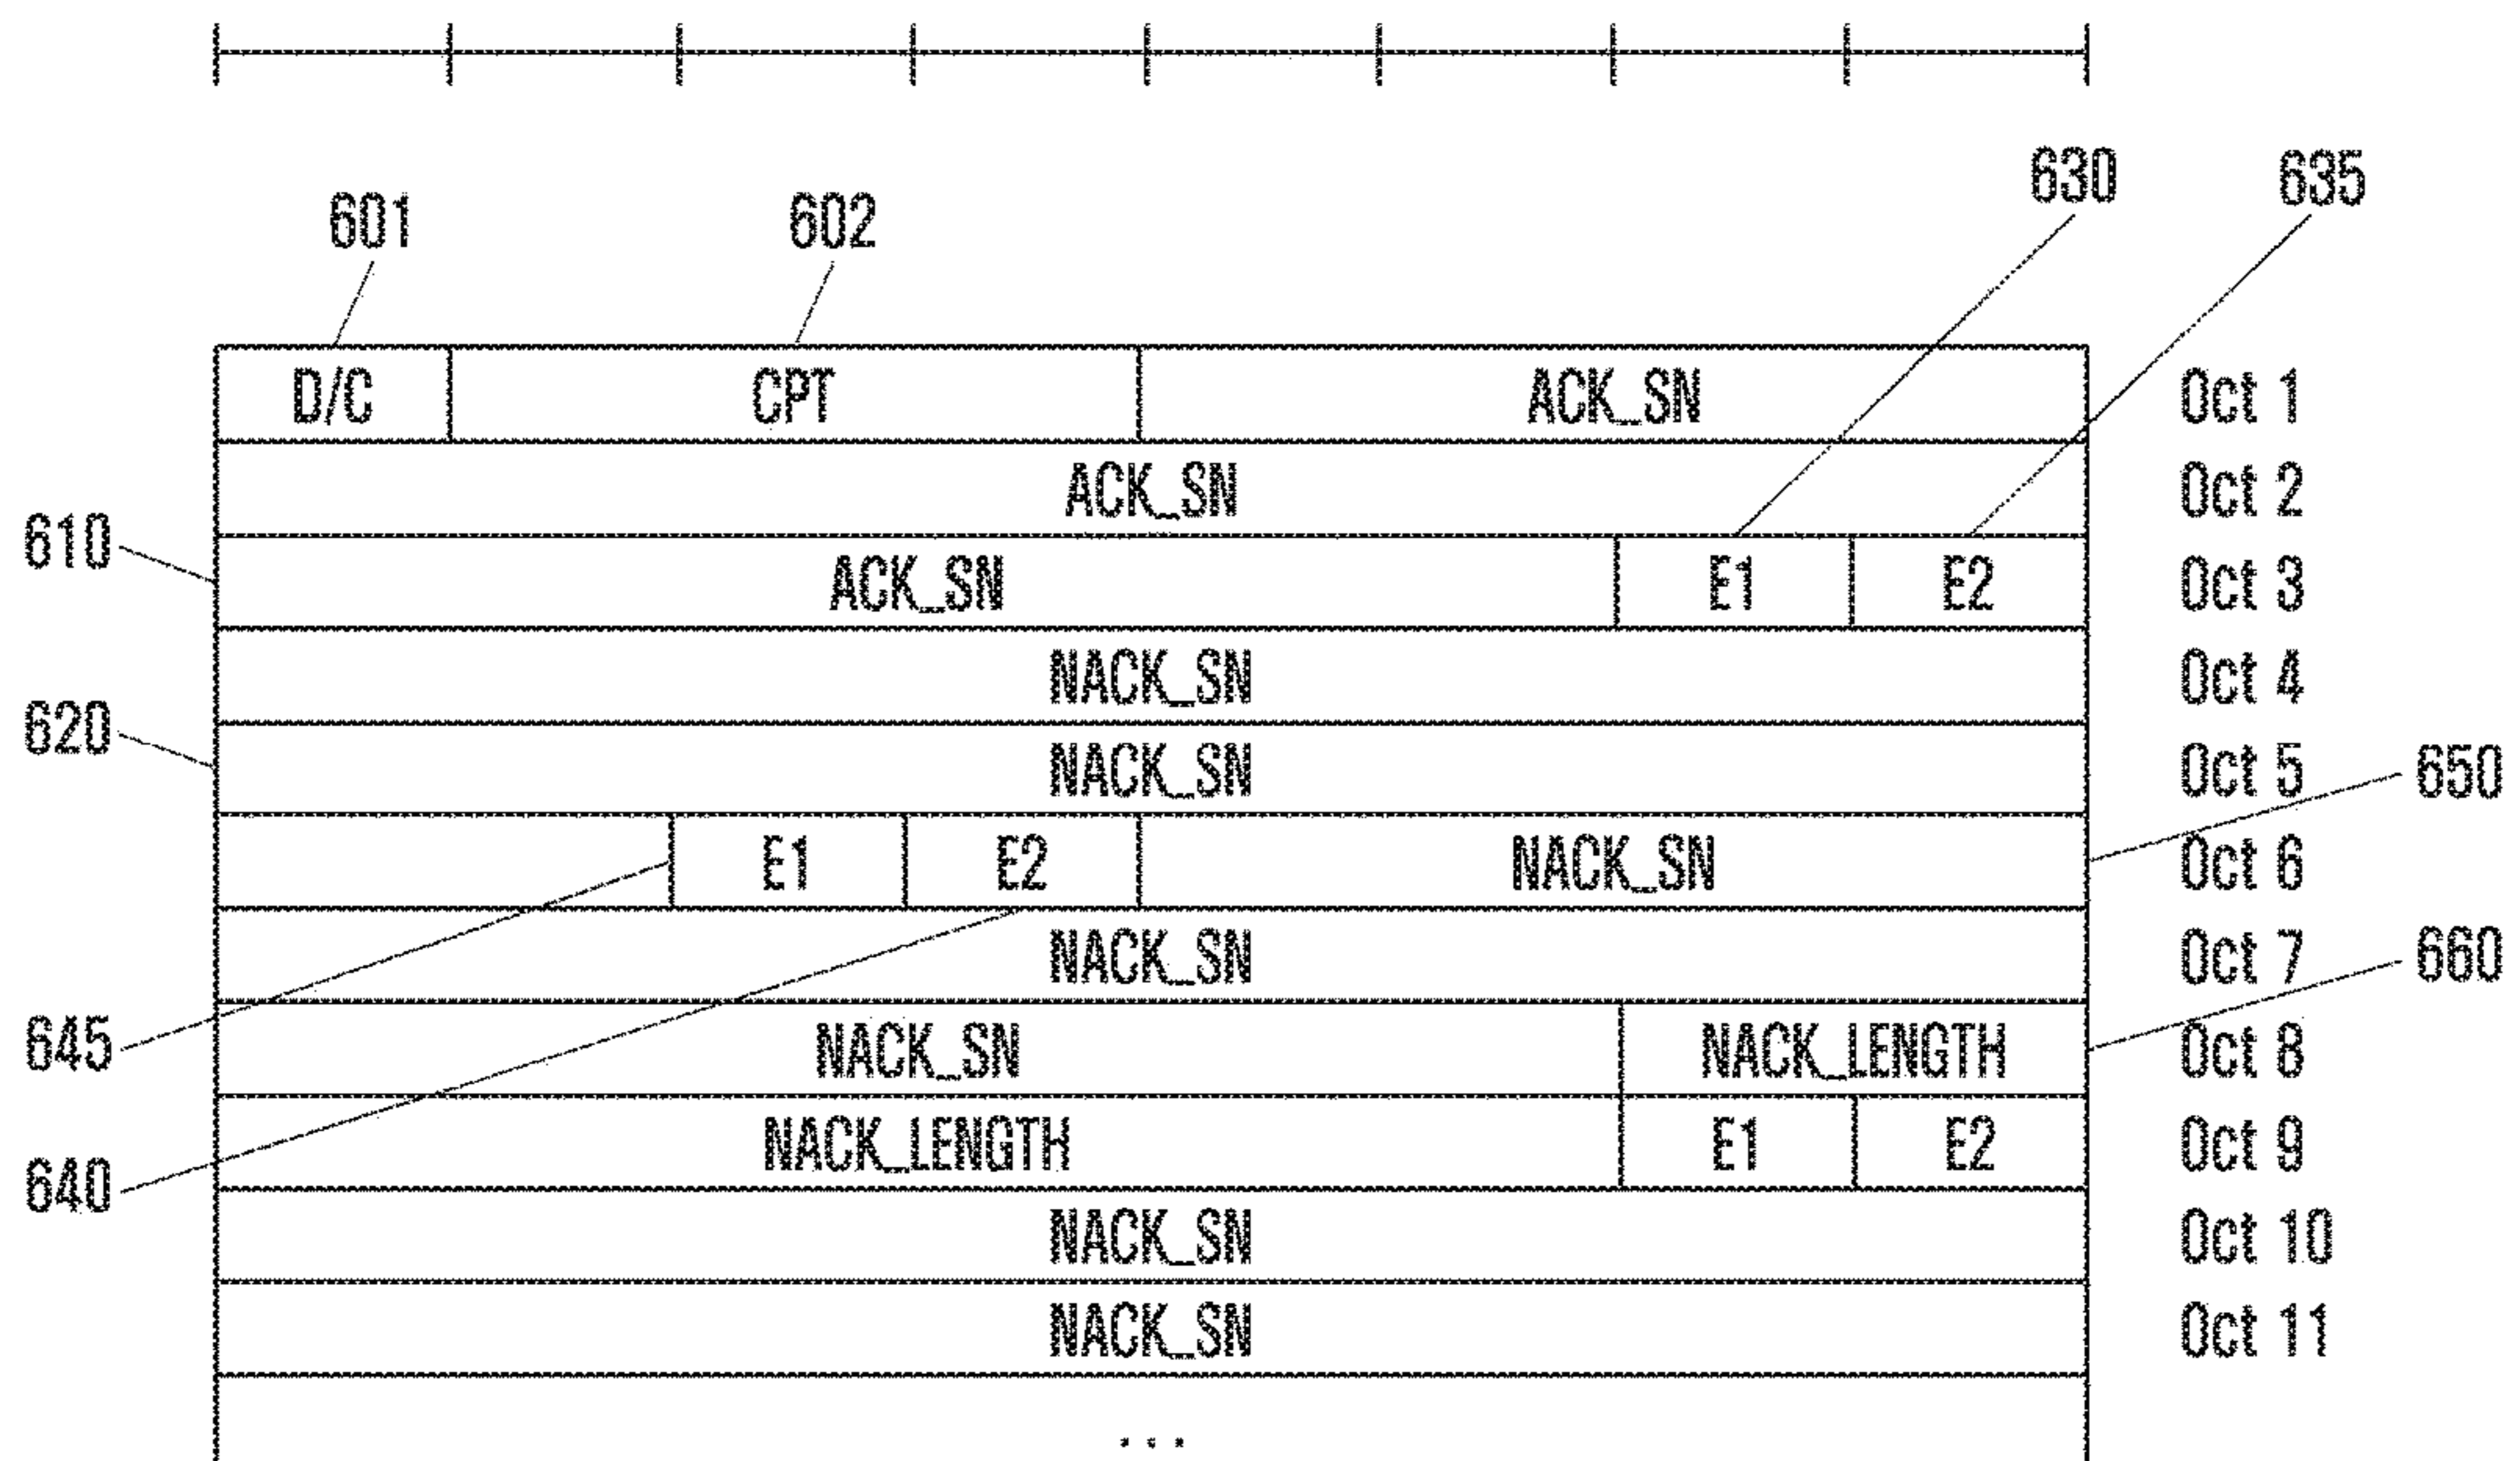 601 602 630 635
D/C CPT ACK_SN Oct 1
ACK_SN Oct 2
610 ACK_SN E1 E2 Oct 3
NACK_SN Oct 4
620 NACK_SN Oct 5 650
E1 E2 NACK_SN Oct 6
NACK_SN Oct 7 660
645 NACK_SN NACK_LENGTH Oct 8
640 NACK_LENGTH E1 E2 Oct 9
NACK_SN Oct 10
NACK_SN Oct 11
...